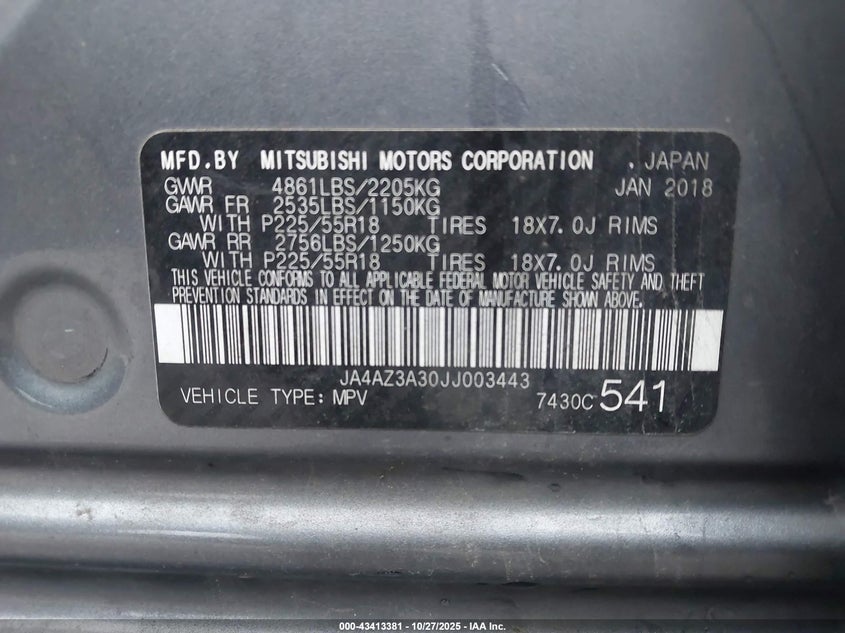 MFD.BY MITSUBISHI MOTORS CORPORATION . JAPAN
GVWR 4861LBS/2205KG JAN 2018
GAWR FR 2535LBS/1150KG
WITH P225/55R18 TIRES 18X7.0J RIMS
GAWR RR 2756LBS/1250KG
WITH P225/55R18 TIRES 18X7.0J RIMS
THIS VEHICLE CONFORMS TO ALL APPLICABLE FEDERAL MOTOR VEHICLE SAFETY AND THEFT
PREVENTION STANDARDS IN EFFECT ON THE DATE OF MANUFACTURE SHOWN ABOVE.
JA4AZ3A30JJ003443
VEHICLE TYPE: MPV 7430C541
000-43413381 - 10/27/2025 - IAA Inc.